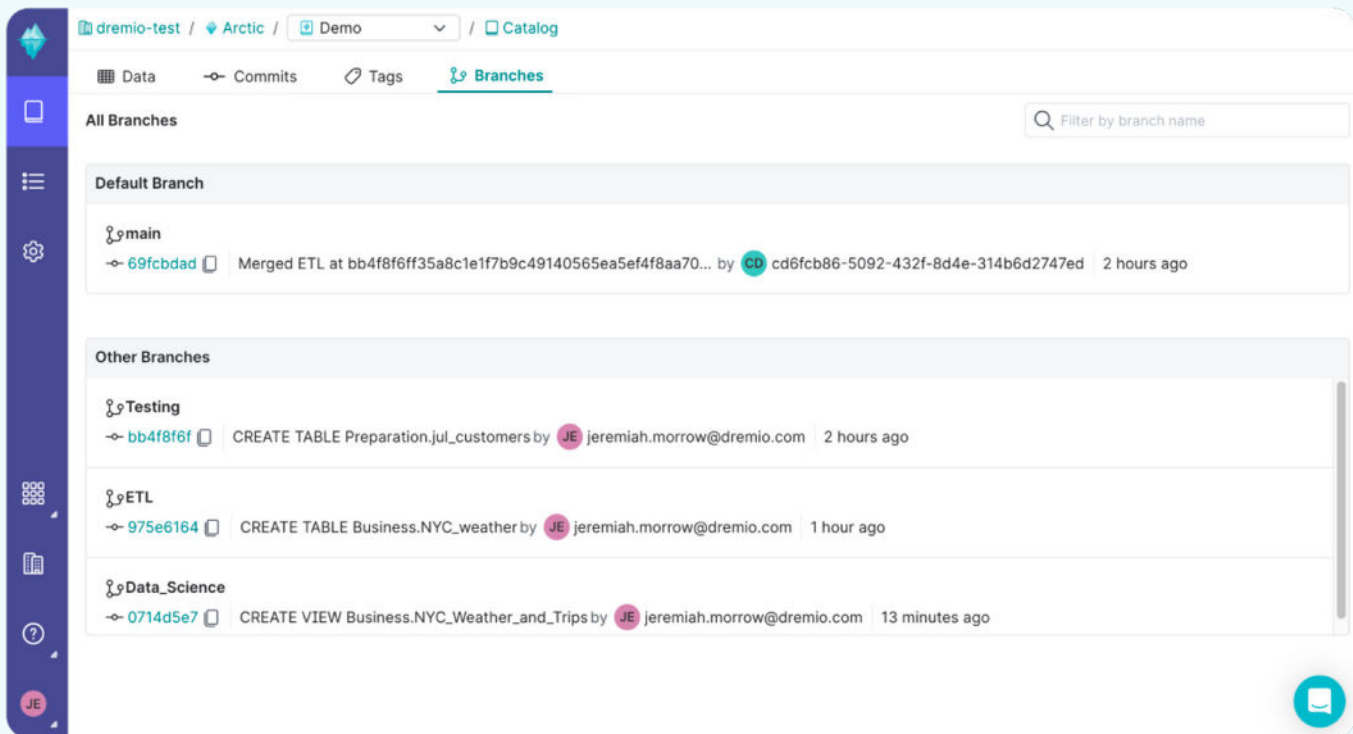 dremio-test / Arctic / Demo / Catalog
Data Commits Tags Branches
All Branches
Filter by branch name
Default Branch
main
69fcbdad Merged ETL at bb4f8f6ff35a8c1e1f7b9c49140565ea5ef4f8aa70... by CD cd6fcb86-5092-432f-8d4e-314b6d2747ed 2 hours ago
Other Branches
Testing
bb4f8f6f CREATE TABLE Preparation.jul_customers by JE jeremiah.morrow@dremio.com 2 hours ago
ETL
975e6164 CREATE TABLE Business.NYC_weather by JE jeremiah.morrow@dremio.com 1 hour ago
Data_Science
0714d5e7 CREATE VIEW Business.NYC_Weather_and_Trips by JE jeremiah.morrow@dremio.com 13 minutes ago
JE